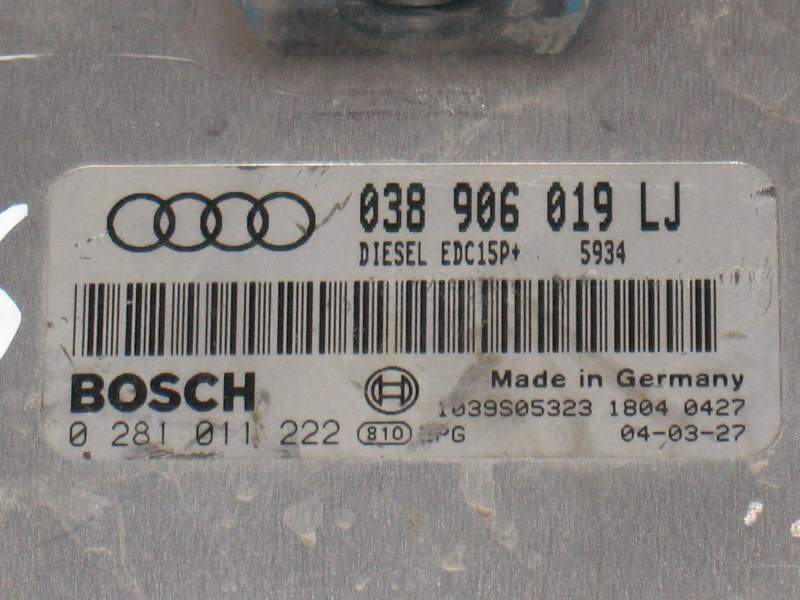 038 906 019 LJ
DIESEL EDC15P+ 5934
BOSCH
Made in Germany
1039S05323 1804 0427
0 281 011 222 810 04-03-27